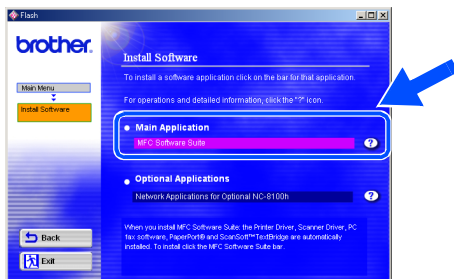 Flash
brother.
Main Menu
Install Software
Back
Exit
Install Software
To install a software application click on the bar for that application.
For operations and detailed information, click the "?" icon.
Main Application
MFC Software Suite
?
Optional Applications
Network Applications for Optional NC-8100h
?
When you install MFC Software Suite: the Printer Driver, Scanner Driver, PC
fax software, PaperPort® and ScanSoft™TextBridge are automatically
installed. To install click the MFC Software Suite bar.